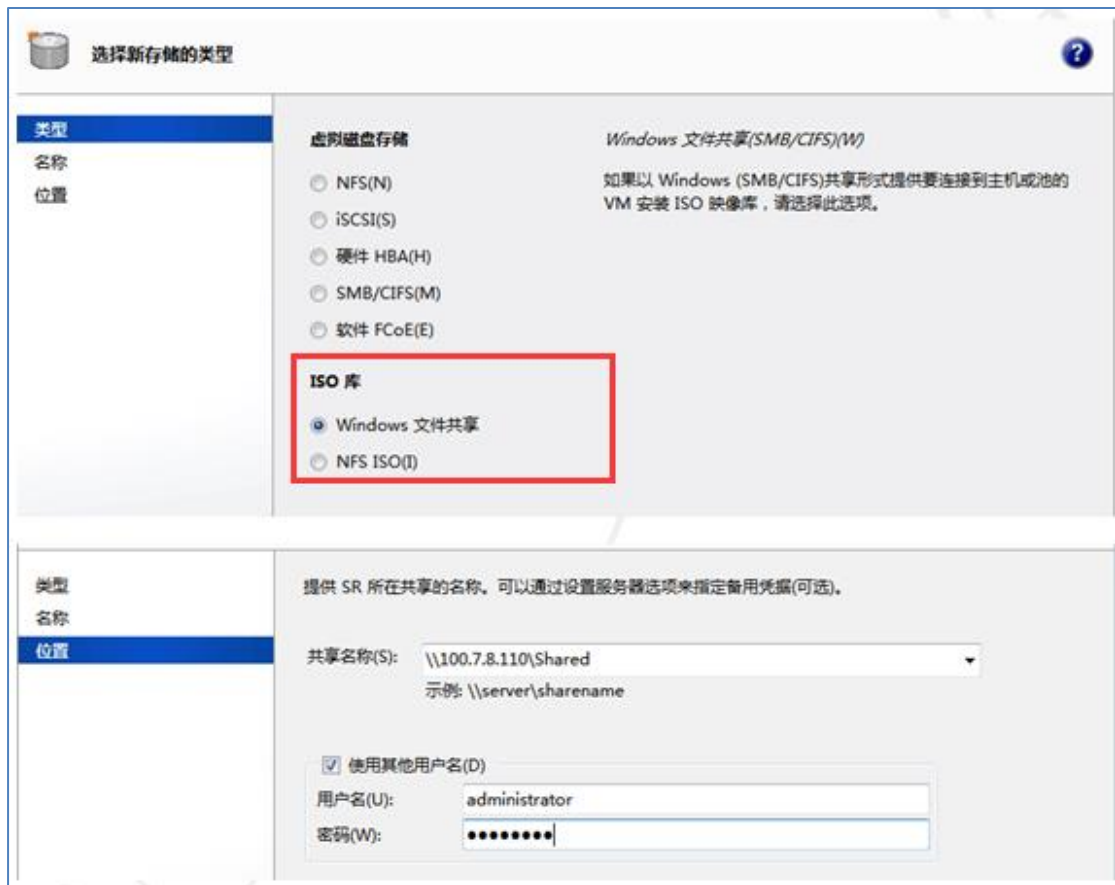 选择新存储的类型
?
类型
名称
位置
虚拟磁盘存储
NFS(N)
iSCSI(S)
硬件 HBA(H)
SMB/CIFS(M)
软件 FCoE(E)
ISO 库
Windows 文件共享
NFS ISO(I)
Windows 文件共享(SMB/CIFS)(W)
如果以 Windows (SMB/CIFS)共享形式提供要连接到主机或池的
VM 安装 ISO 映像库，请选择此选项。
类型
名称
位置
提供 SR 所在共享的名称。可以通过设置服务器选项来指定备用凭据(可选)。
共享名称(S): \\100.7.8.110\Shared
示例: \\server\sharename
使用其他用户名(D)
用户名(U): administrator
密码(W): ●●●●●●●●